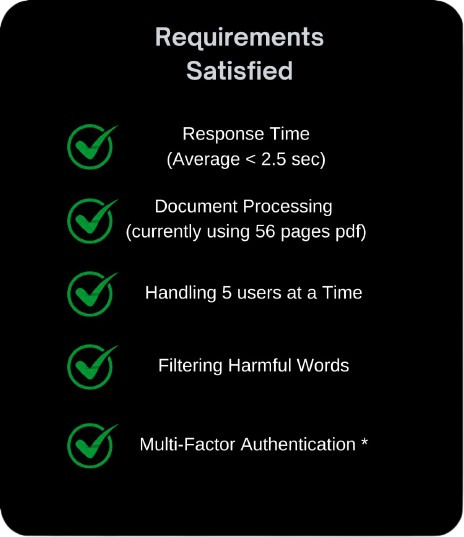 Requirements
Satisfied
Response Time
(Average < 2.5 sec)
Document Processing
(currently using 56 pages pdf)
Handling 5 users at a Time
Filtering Harmful Words
Multi-Factor Authentication *